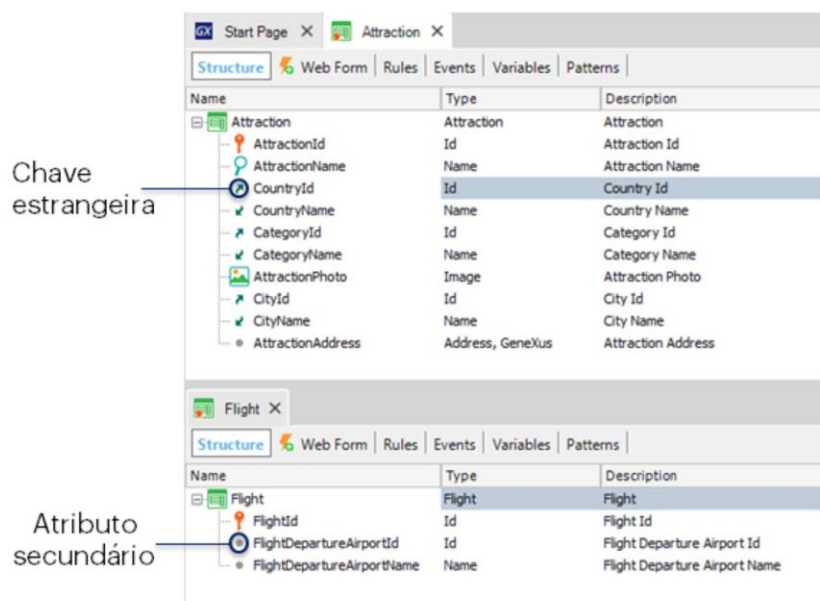 GX Start Page X Attraction X
Structure Web Form Rules Events Variables Patterns
Name Type Description
Attraction Attraction Attraction
AttractionId Id Attraction Id
AttractionName Name Attraction Name
Chave
estrangeira
CountryId Id Country Id
CountryName Name Country Name
CategoryId Id Category Id
CategoryName Name Category Name
AttractionPhoto Image Attraction Photo
CityId Id City Id
CityName Name City Name
AttractionAddress Address, GeneXus Attraction Address
Flight X
Structure Web Form Rules Events Variables Patterns
Name Type Description
Flight Flight Flight
FlightId Id Flight Id
Atributo
secundário
FlightDepartureAirportId Id Flight Departure Airport Id
FlightDepartureAirportName Name Flight Departure Airport Name